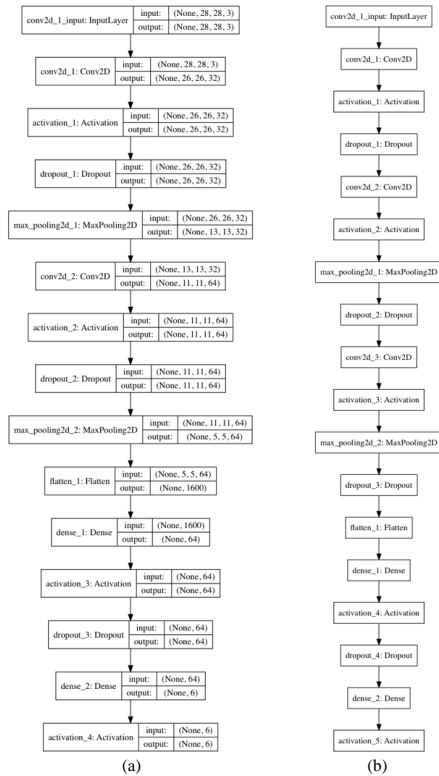 conv2d_1_input: InputLayer
input: (None, 28, 28, 3)
output: (None, 28, 28, 3)
conv2d_1: Conv2D
input: (None, 28, 28, 3)
output: (None, 26, 26, 32)
activation_1: Activation
input: (None, 26, 26, 32)
output: (None, 26, 26, 32)
dropout_1: Dropout
input: (None, 26, 26, 32)
output: (None, 26, 26, 32)
max_pooling2d_1: MaxPooling2D
input: (None, 26, 26, 32)
output: (None, 13, 13, 32)
conv2d_2: Conv2D
input: (None, 13, 13, 32)
output: (None, 11, 11, 64)
activation_2: Activation
input: (None, 11, 11, 64)
output: (None, 11, 11, 64)
dropout_2: Dropout
input: (None, 11, 11, 64)
output: (None, 11, 11, 64)
max_pooling2d_2: MaxPooling2D
input: (None, 11, 11, 64)
output: (None, 5, 5, 64)
flatten_1: Flatten
input: (None, 5, 5, 64)
output: (None, 1600)
dense_1: Dense
input: (None, 1600)
output: (None, 64)
activation_3: Activation
input: (None, 64)
output: (None, 64)
dropout_3: Dropout
input: (None, 64)
output: (None, 64)
dense_2: Dense
input: (None, 64)
output: (None, 6)
activation_4: Activation
input: (None, 6)
output: (None, 6)
(a)
conv2d_1_input: InputLayer
conv2d_1: Conv2D
activation_1: Activation
dropout_1: Dropout
conv2d_2: Conv2D
activation_2: Activation
max_pooling2d_1: MaxPooling2D
dropout_2: Dropout
conv2d_3: Conv2D
activation_3: Activation
max_pooling2d_2: MaxPooling2D
dropout_3: Dropout
flatten_1: Flatten
dense_1: Dense
activation_4: Activation
dropout_4: Dropout
dense_2: Dense
activation_5: Activation
(b)